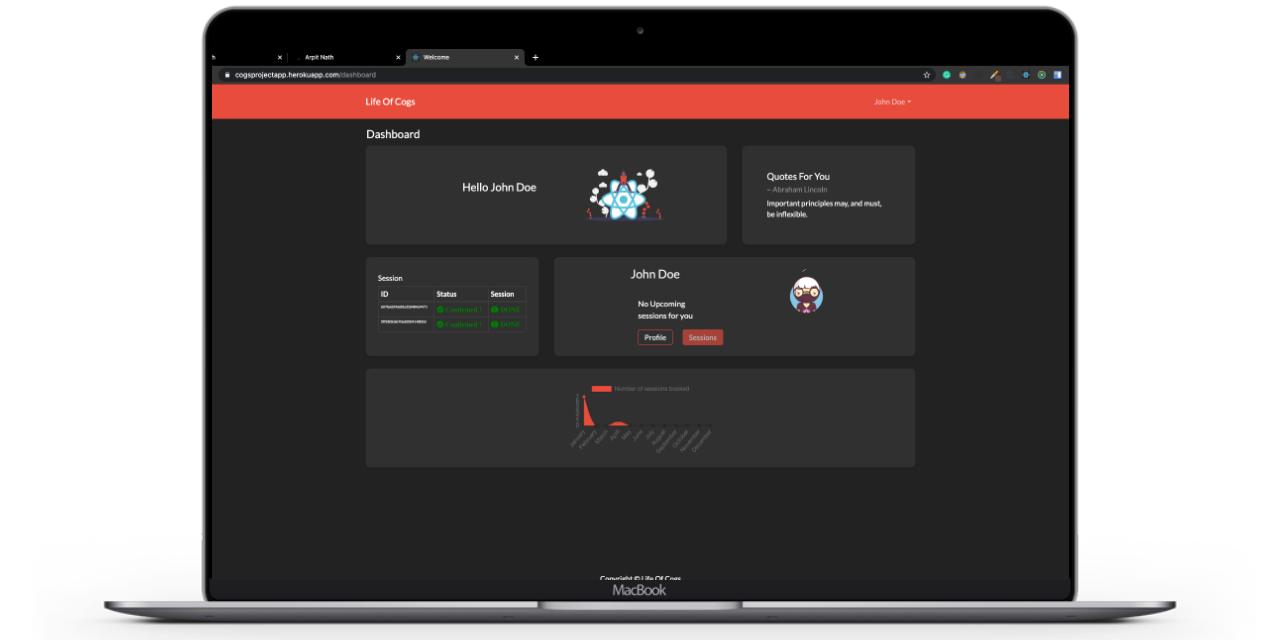 Arpit Nath
Welcome
cogsprojectapp.herokuapp.com/dashboard
Life Of Cogs
John Doe
Dashboard
Hello John Doe
Quotes For You
~ Abraham Lincoln
Important principles may, and must,
be inflexible.
Session
ID Status Session
Confirmed ! DONE
Confirmed ! DONE
John Doe
No Upcoming
sessions for you
Profile Sessions
Number of sessions booked
January February March April May June July August September October November December
Copyright © Life Of Cogs
MacBook